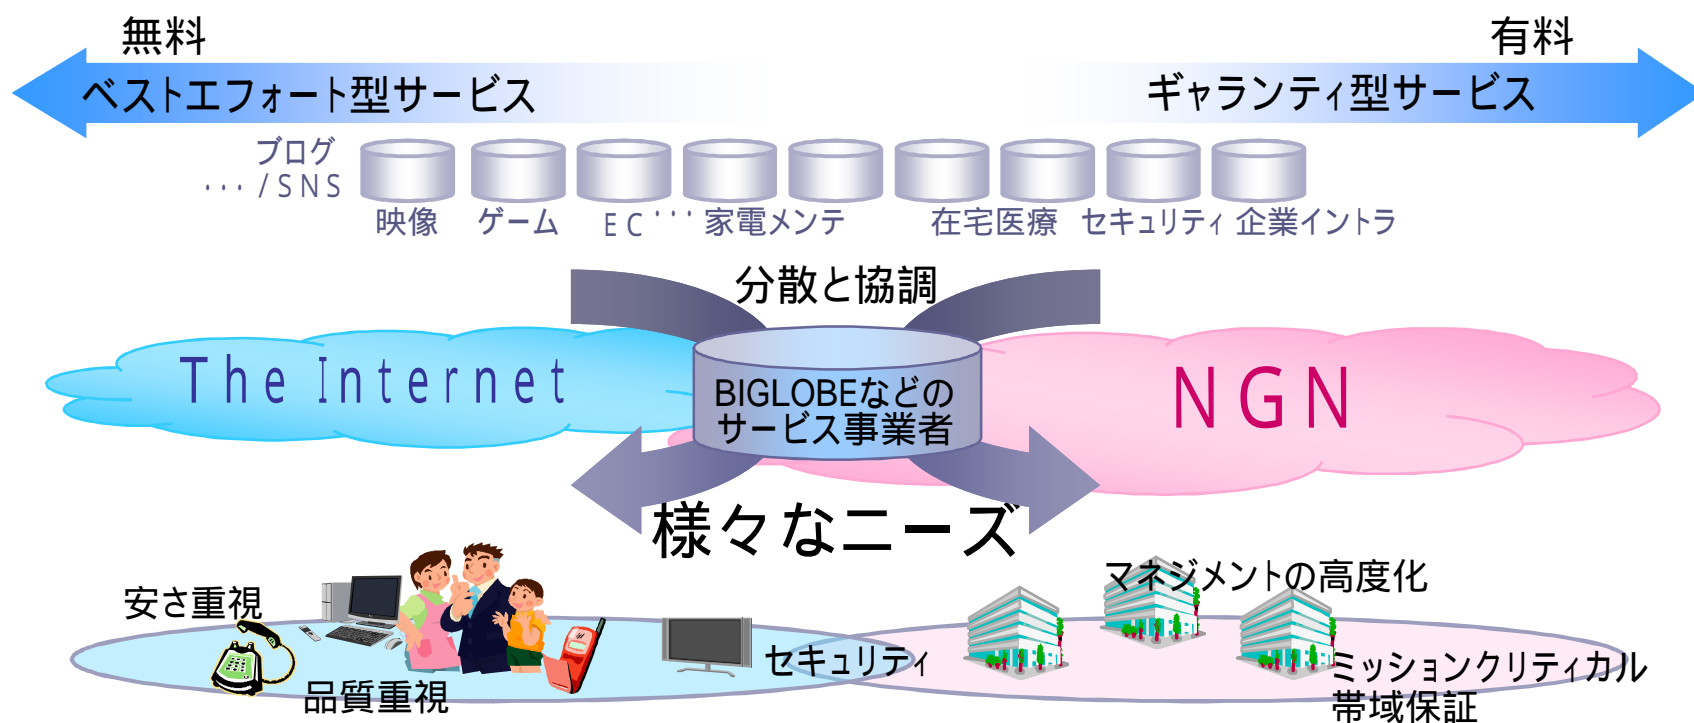 無料
有料
ベストエフォート型サービス
ギャランティ型サービス
ブログ
･･･/SNS
映像
ゲーム
EC
･･･
家電メンテ
在宅医療
セキュリティ
企業イントラ
分散と協調
The Internet
BIGLOBEなどの
サービス事業者
NGN
様々なニーズ
安さ重視
マネジメントの高度化
セキュリティ
品質重視
ミッションクリティカル
帯域保証